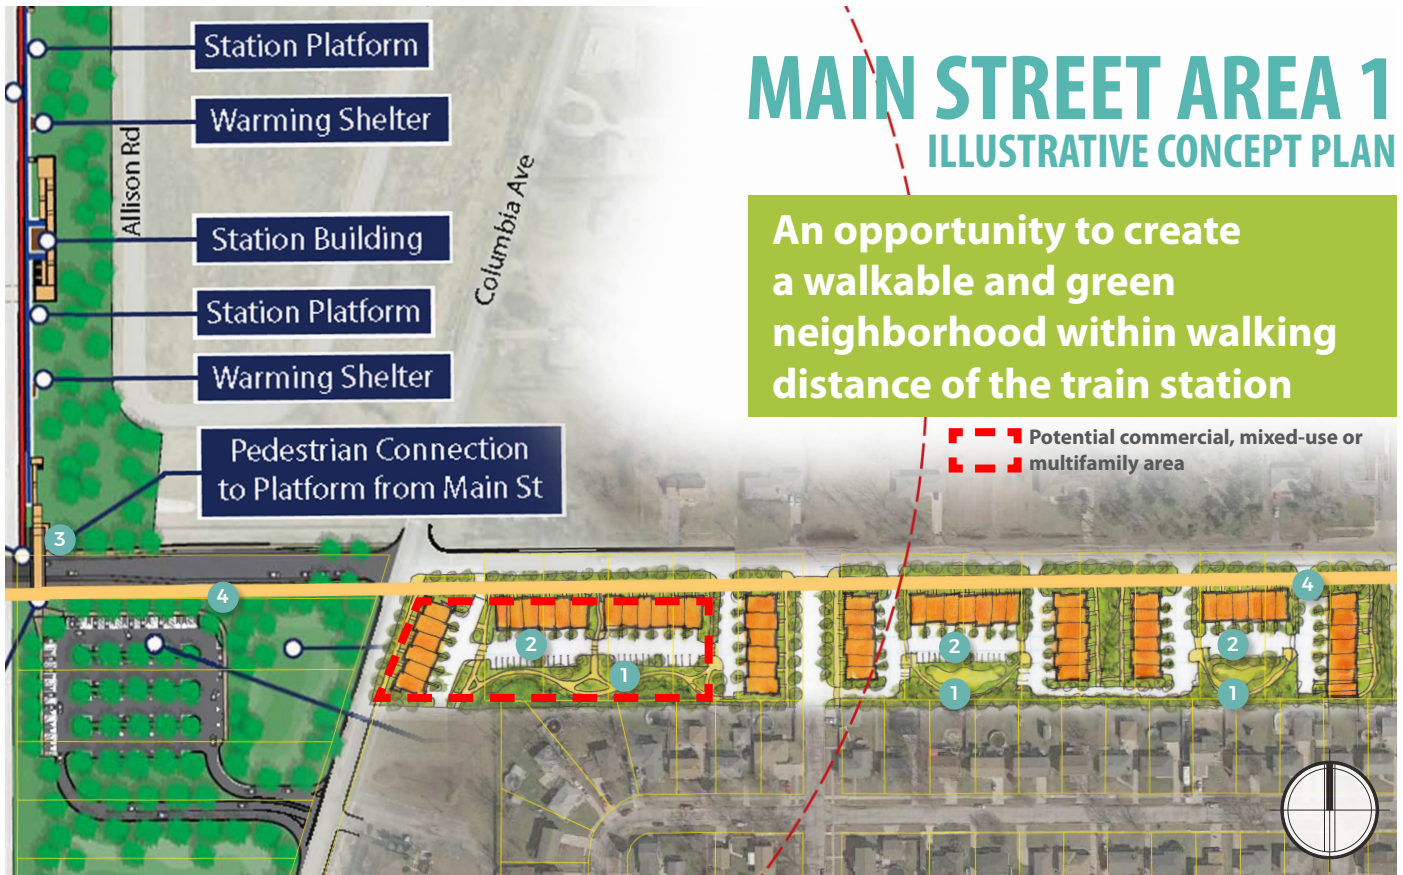 MAIN STREET AREA 1
ILLUSTRATIVE CONCEPT PLAN
An opportunity to create
a walkable and green
neighborhood within walking
distance of the train station
Potential commercial, mixed-use or
multifamily area
Station Platform
Warming Shelter
Allison Rd
Columbia Ave
Station Building
Station Platform
Warming Shelter
Pedestrian Connection
to Platform from Main St
3
4
4
2
2
2
1
1
1